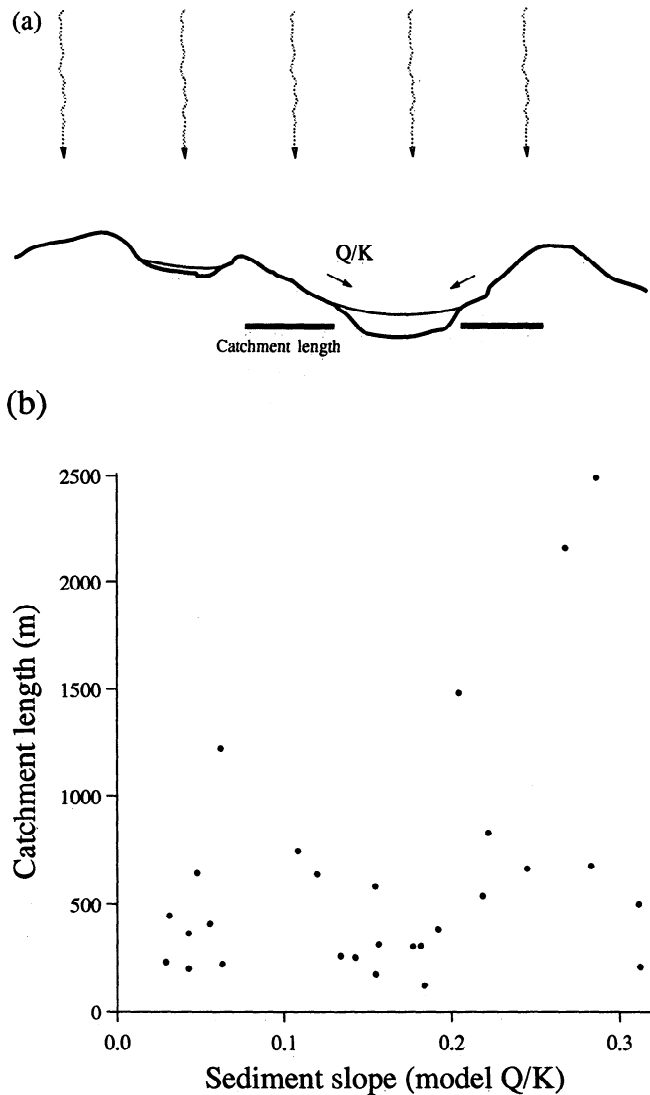 (a)
Q/K
Catchment length
(b)
2500
2000
1500
1000
500
0
Catchment length (m)
0.0 0.1 0.2 0.3
Sediment slope (model Q/K)